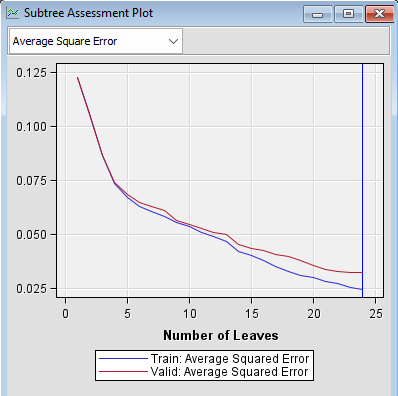 Subtree Assessment Plot
Average Square Error
0.125
0.100
0.075
0.050
0.025
0 5 10 15 20 25
Number of Leaves
Train: Average Squared Error
Valid: Average Squared Error